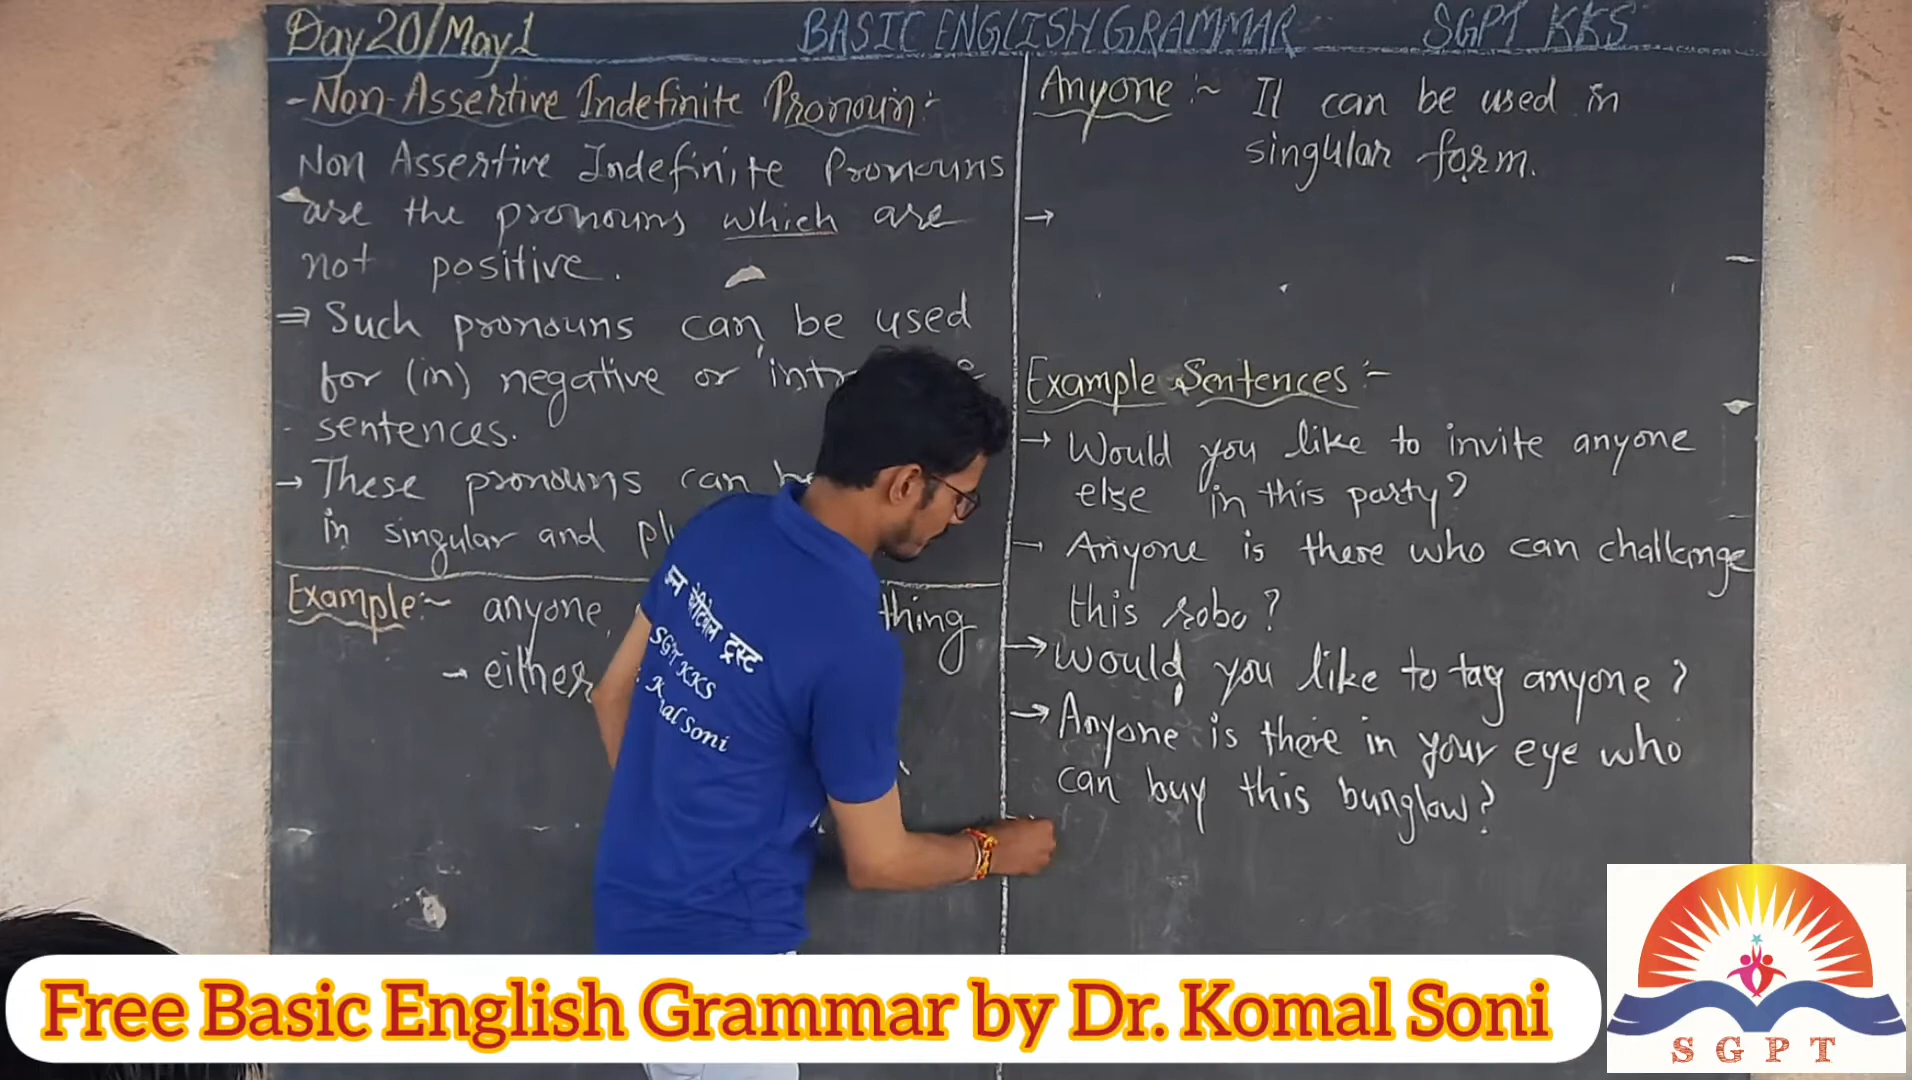 Day 20/May 1
BASIC ENGLISH GRAMMAR
SGPT KKS
-Non-Assertive Indefinite Pronoun:-
Non Assertive Indefinite Pronouns
are the pronouns which are
not positive.
⇒ Such pronouns can be used
for (in) negative or
sentences.
→ These pronouns can
in singular and
Example:~ anyone,
thing
→ either
Anyone:~ It can be used in
singular form.
→
Example Sentences:-
→ Would you like to invite anyone
else in this party?
→ Anyone is there who can challenge
this robo?
→ Would you like to tag anyone?
→ Anyone is there in your eye who
can buy this bunglow?
चैरिटेबल ट्रस्ट
SGPT KKS
Soni
Free Basic English Grammar by Dr. Komal Soni
SGPT